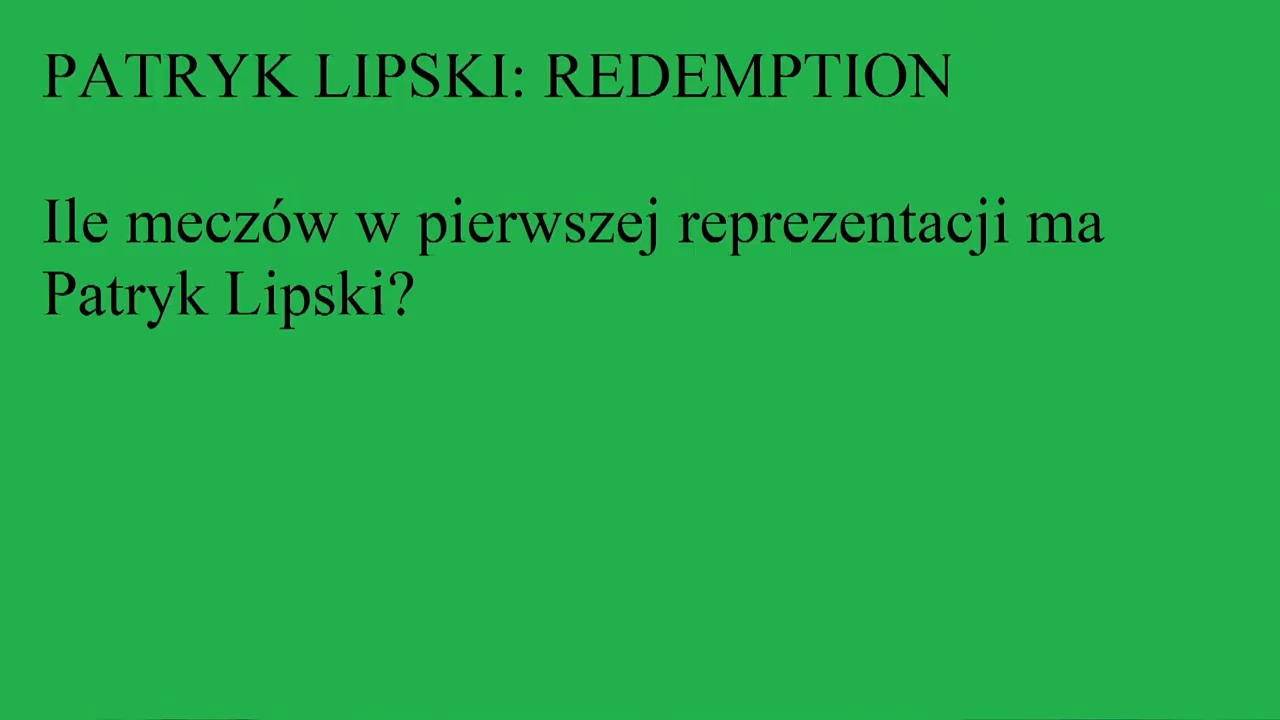 PATRYK LIPSKI: REDEMPTION
Ile meczów w pierwszej reprezentacji ma
Patryk Lipski?